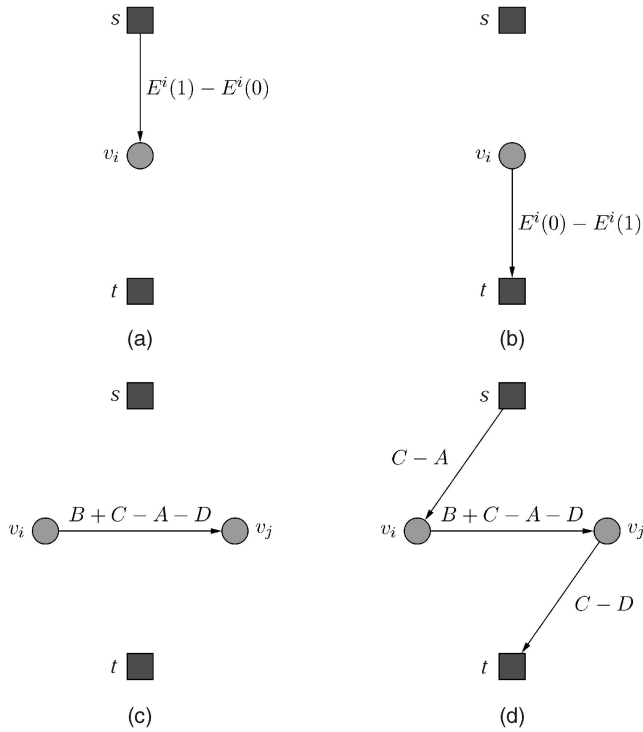 s
s
E^i(1) − E^i(0)
v_i
v_i
E^i(0) − E^i(1)
t
t
(a)
(b)
s
s
C − A
B + C − A − D
B + C − A − D
v_i
v_j
v_i
v_j
C − D
t
t
(c)
(d)